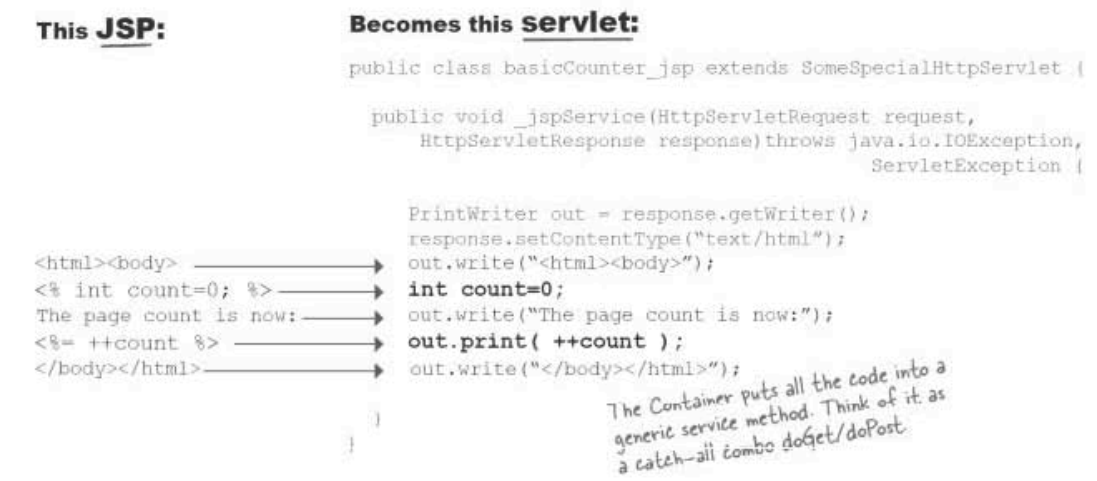 This JSP:
Becomes this servlet:
public class basicCounter_jsp extends SomeSpecialHttpServlet {
public void _jspService(HttpServletRequest request,
HttpServletResponse response)throws java.io.IOException,
ServletException {
PrintWriter out = response.getWriter();
response.setContentType("text/html");
<html><body>
out.write("<html><body>");
<% int count=0; %>
int count=0;
The page count is now:
out.write("The page count is now:");
<%= ++count %>
out.print( ++count );
</body></html>
out.write("</body></html>");
}
}
The Container puts all the code into a
generic service method. Think of it as
a catch-all combo doGet/doPost